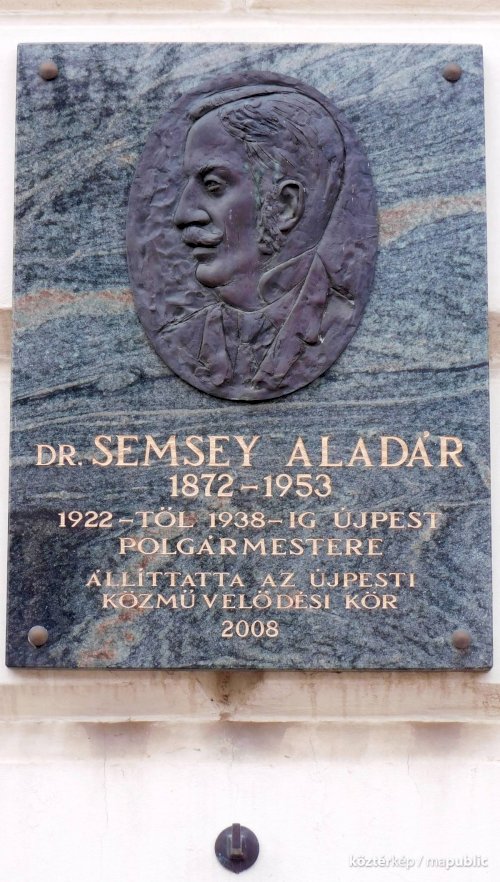 DR. SEMSEY ALADÁR
1872-1953
1922-TŐL 1938-IG ÚJPEST
POLGÁRMESTERE
ÁLLÍTTATTA AZ ÚJPESTI
KÖZMŰVELŐDÉSI KÖR
2008
köztérkép / mapublic